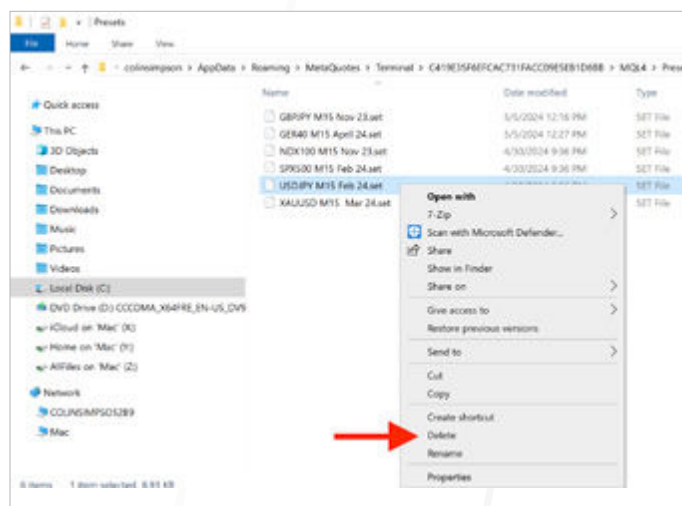 Presets
File Home Share View
colinsimpson > AppData > Roaming > MetaQuotes > Terminal > > MQL4 > Prese
Name Date modified Type
Quick access
This PC
3D Objects
Desktop
Documents
Downloads
Music
Pictures
Videos
Local Disk (C:)
DVD Drive (D:) CCCOMA_X64FRE_EN-US_DV9
iCloud on 'Mac' (X:)
Home on 'Mac' (Y:)
AllFiles on 'Mac' (Z:)
Network
COLINSIMPSO5289
Mac
GBPJPY M15 Nov 23.set 5/5/2024 12:16 PM SET File
GER40 M15 April 24.set 5/5/2024 12:27 PM SET File
NDX100 M15 Nov 23.set 4/30/2024 9:36 PM SET File
SPX500 M15 Feb 24.set 4/30/2024 9:36 PM SET File
USDJPY M15 Feb 24.set SET File
XAUUSD M15 Mar 24.set SET File
Open with
7-Zip
Scan with Microsoft Defender...
Share
Show in Finder
Share on
Give access to
Restore previous versions
Send to
Cut
Copy
Create shortcut
Delete
Rename
Properties
6 items 1 item selected 6.91 KB